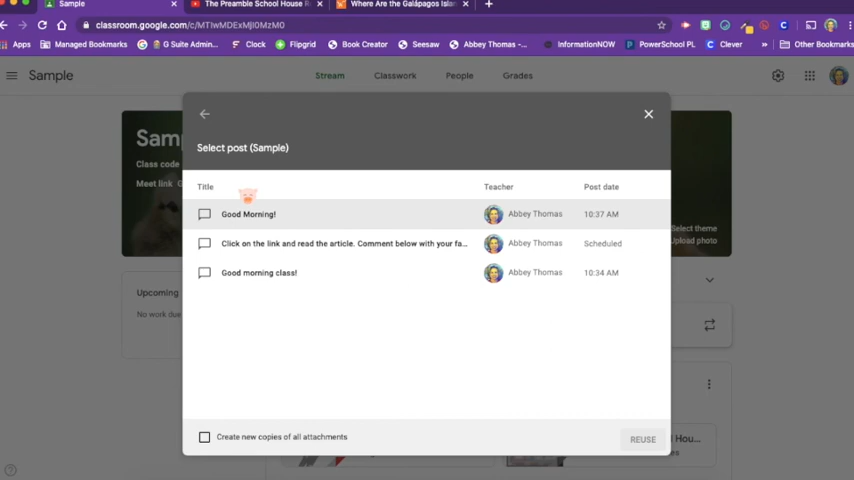 Sample
The Preamble School House R
Where Are the Galápagos Islan
classroom.google.com/c/MTIwMDExMjI0MzM0
Apps Managed Bookmarks G Suite Admin... Clock Flipgrid Book Creator Seesaw Abbey Thomas -... InformationNOW PowerSchool PL Clever » Other Bookmarks
Sample Stream Classwork People Grades
Sam
Class code
Meet link G
Select theme
Upload photo
Select post (Sample)
Title Teacher Post date
Good Morning! Abbey Thomas 10:37 AM
Click on the link and read the article. Comment below with your fa... Abbey Thomas Scheduled
Good morning class! Abbey Thomas 10:34 AM
Upcoming
No work due
Create new copies of all attachments REUSE
Hou...
es